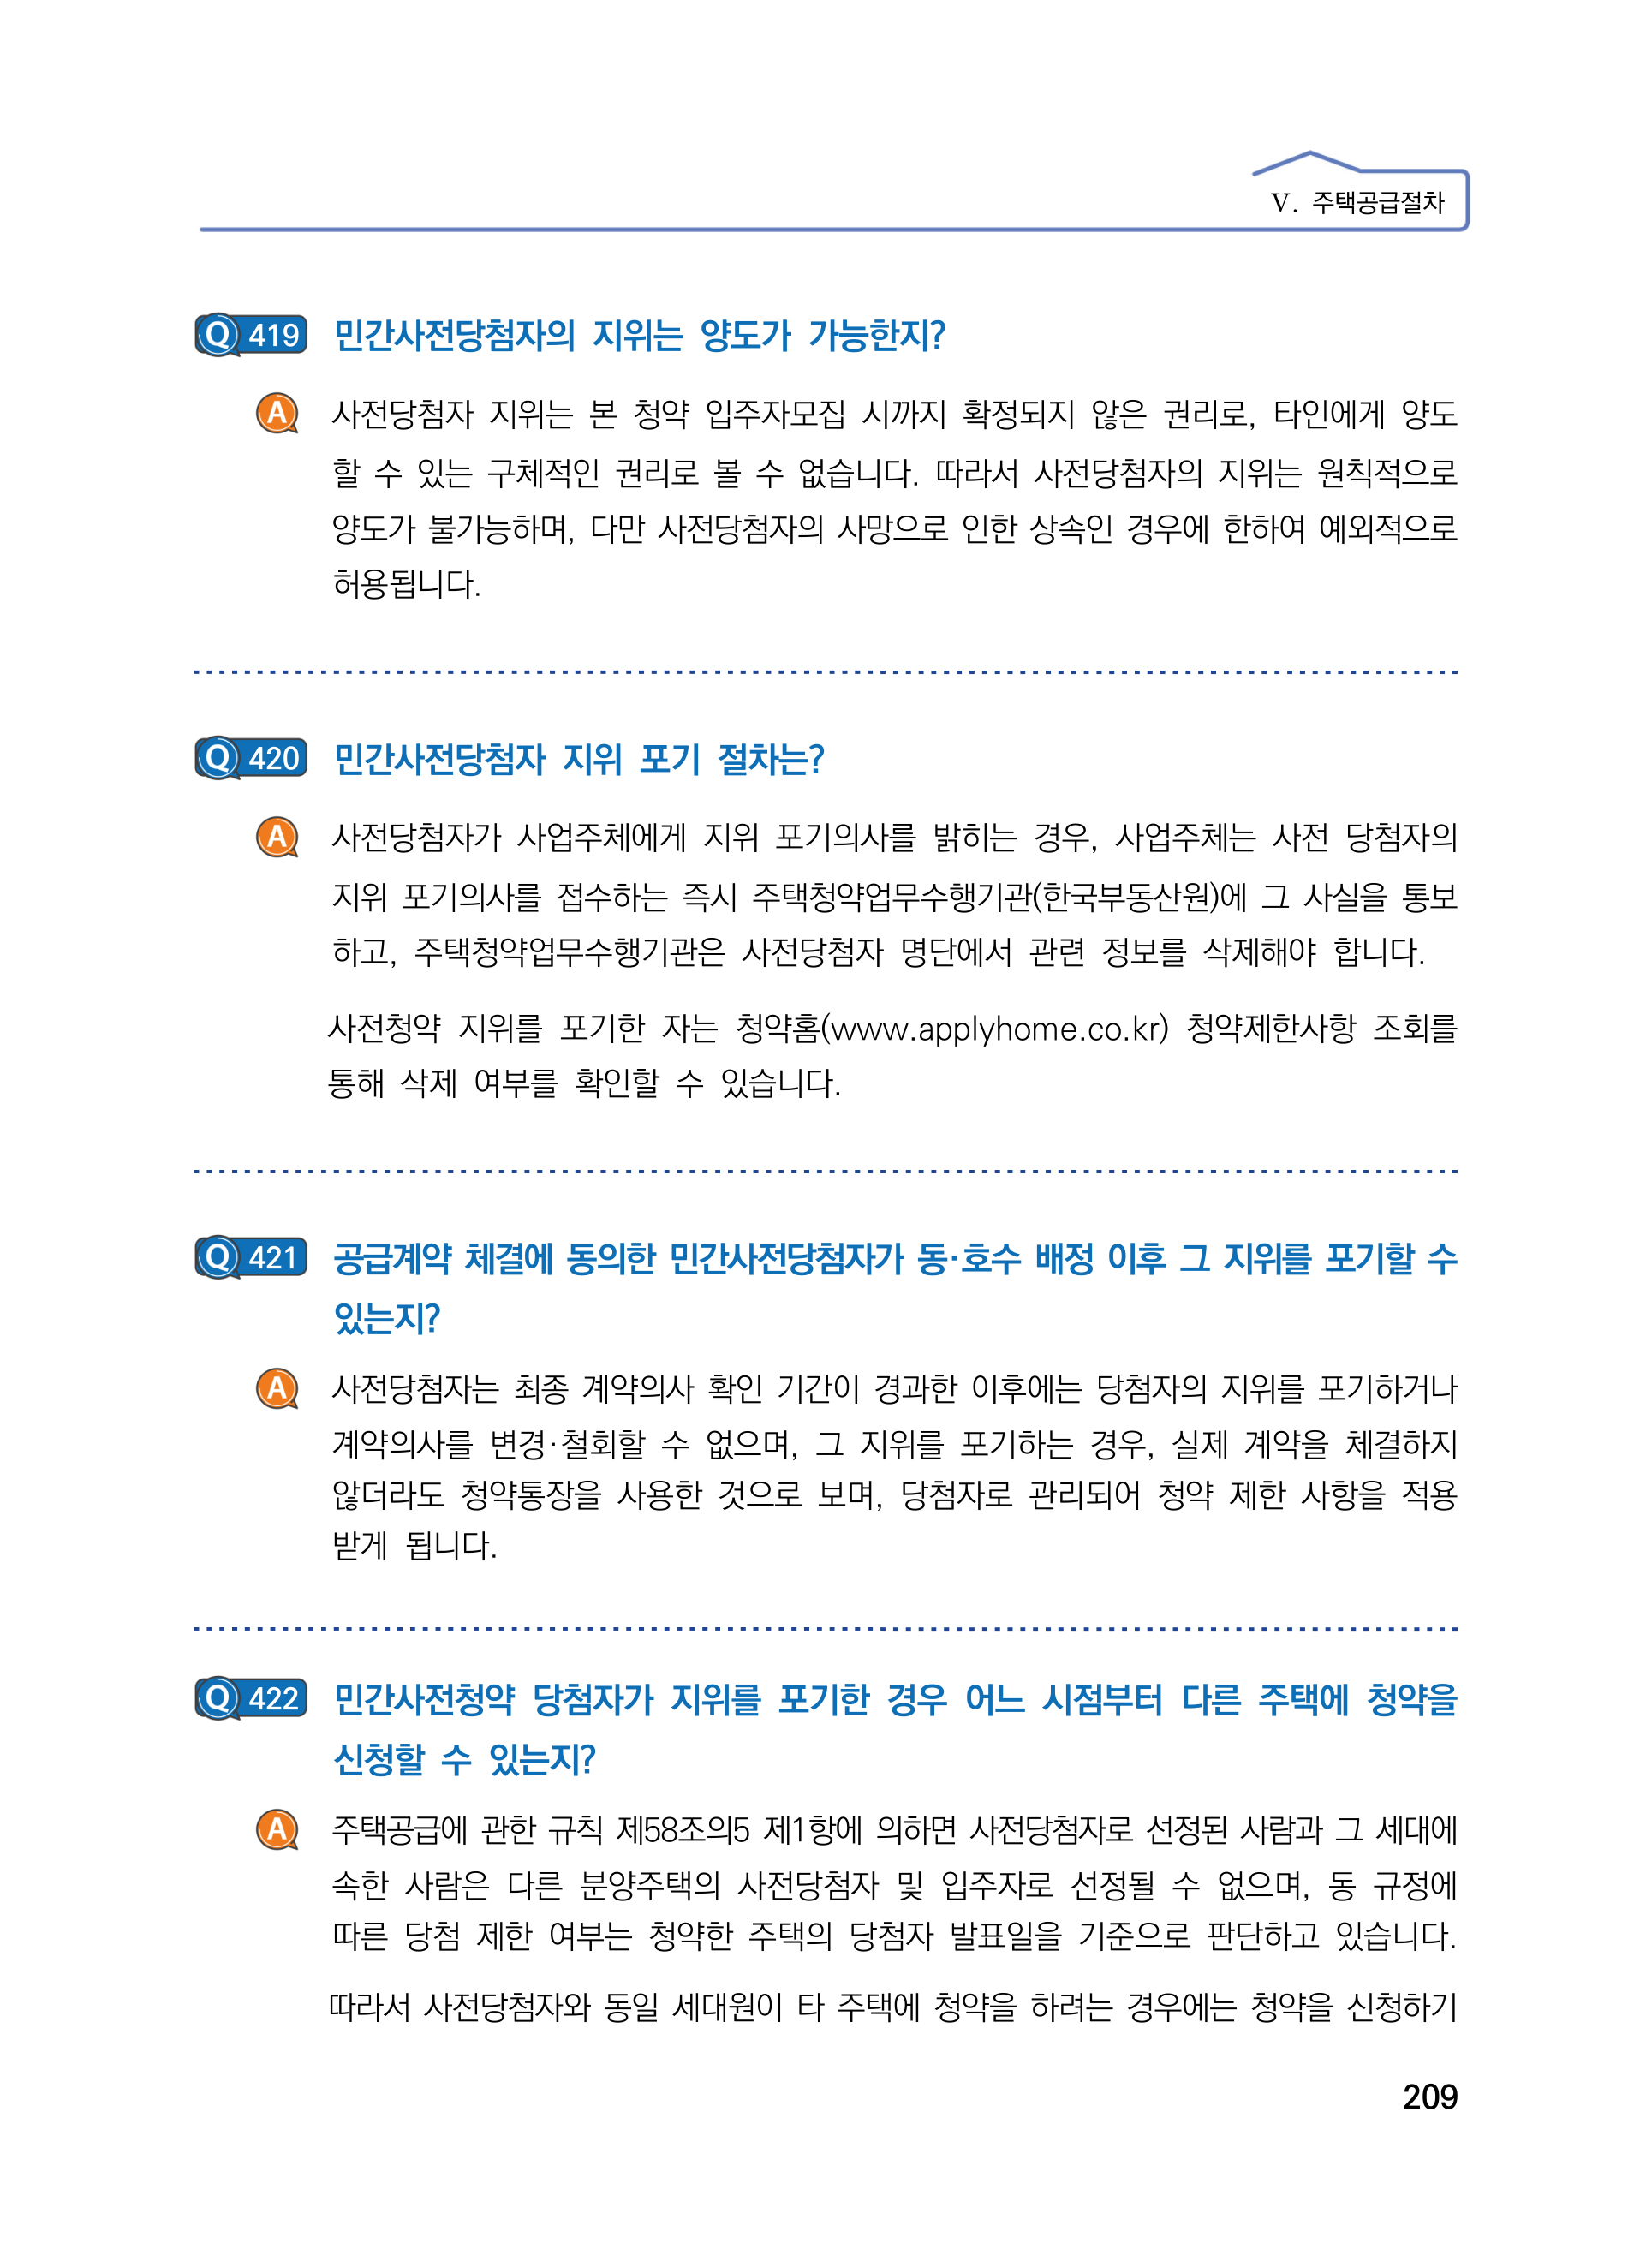 Ⅴ. 주택공급절차
Q 419 민간사전당첨자의 지위는 양도가 가능한지?
A 사전당첨자 지위는 본 청약 입주자모집 시까지 확정되지 않은 권리로, 타인에게 양도
할 수 있는 구체적인 권리로 볼 수 없습니다. 따라서 사전당첨자의 지위는 원칙적으로
양도가 불가능하며, 다만 사전당첨자의 사망으로 인한 상속인 경우에 한하여 예외적으로
허용됩니다.
Q 420 민간사전당첨자 지위 포기 절차는?
A 사전당첨자가 사업주체에게 지위 포기의사를 밝히는 경우, 사업주체는 사전 당첨자의
지위 포기의사를 접수하는 즉시 주택청약업무수행기관(한국부동산원)에 그 사실을 통보
하고, 주택청약업무수행기관은 사전당첨자 명단에서 관련 정보를 삭제해야 합니다.
사전청약 지위를 포기한 자는 청약홈(www.applyhome.co.kr) 청약제한사항 조회를
통해 삭제 여부를 확인할 수 있습니다.
Q 421 공급계약 체결에 동의한 민간사전당첨자가 동·호수 배정 이후 그 지위를 포기할 수
있는지?
A 사전당첨자는 최종 계약의사 확인 기간이 경과한 이후에는 당첨자의 지위를 포기하거나
계약의사를 변경·철회할 수 없으며, 그 지위를 포기하는 경우, 실제 계약을 체결하지
않더라도 청약통장을 사용한 것으로 보며, 당첨자로 관리되어 청약 제한 사항을 적용
받게 됩니다.
Q 422 민간사전청약 당첨자가 지위를 포기한 경우 어느 시점부터 다른 주택에 청약을
신청할 수 있는지?
A 주택공급에 관한 규칙 제58조의5 제1항에 의하면 사전당첨자로 선정된 사람과 그 세대에
속한 사람은 다른 분양주택의 사전당첨자 및 입주자로 선정될 수 없으며, 동 규정에
따른 당첨 제한 여부는 청약한 주택의 당첨자 발표일을 기준으로 판단하고 있습니다.
따라서 사전당첨자와 동일 세대원이 타 주택에 청약을 하려는 경우에는 청약을 신청하기
209